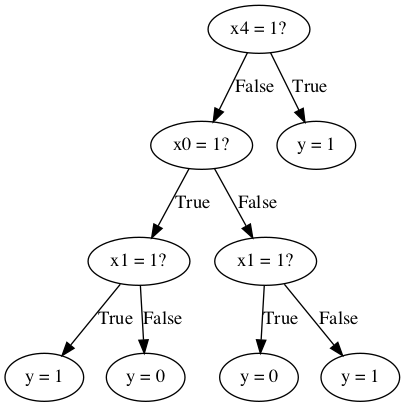 x4 = 1?
False
True
x0 = 1?
y = 1
True
False
x1 = 1?
x1 = 1?
True
False
True
False
y = 1
y = 0
y = 0
y = 1